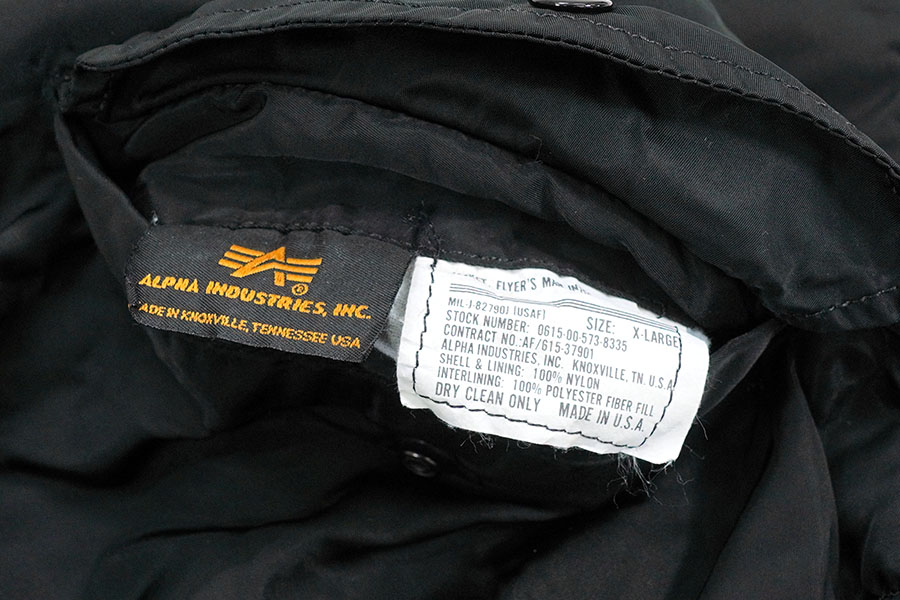 ALPHA INDUSTRIES, INC.
®
MADE IN KNOXVILLE, TENNESSEE USA
FLYER'S MAN
MIL-J-82790J (USAF) SIZE: X-LARGE
STOCK NUMBER: 0615-00-573-8335
CONTRACT NO.:AF/615-37901
ALPHA INDUSTRIES, INC. KNOXVILLE, TN. U.S.A
SHELL & LINING: 100% NYLON
INTERLINING: 100% POLYESTER FIBER FILL
DRY CLEAN ONLY MADE IN U.S.A.